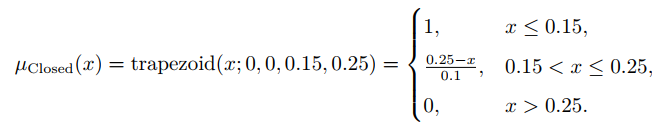 μClosed(x) = trapezoid(x; 0, 0, 0.15, 0.25) = { 1, x ≤ 0.15,
(0.25−x)/0.1, 0.15 < x ≤ 0.25,
0, x > 0.25.